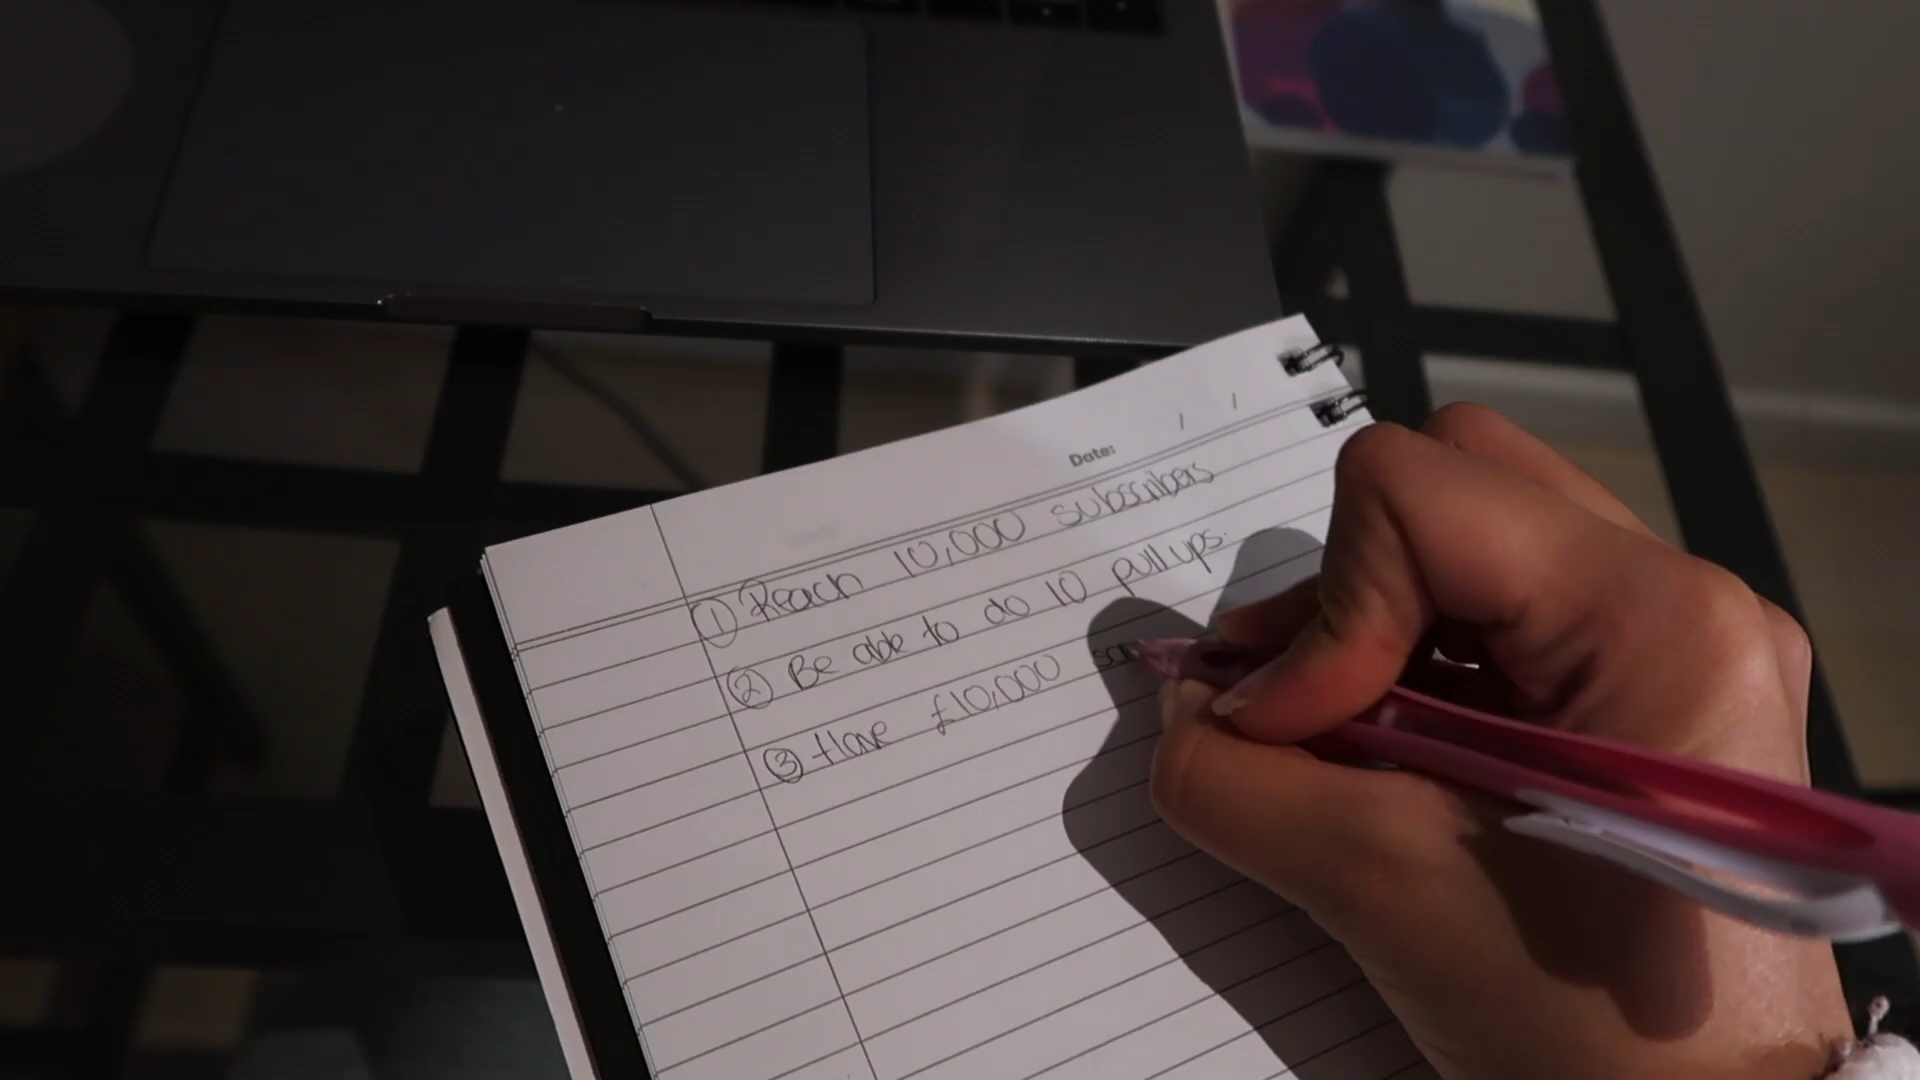 Date: / /
① Reach 10,000 subscribers
② Be able to do 10 pull ups.
③ Have £10,000